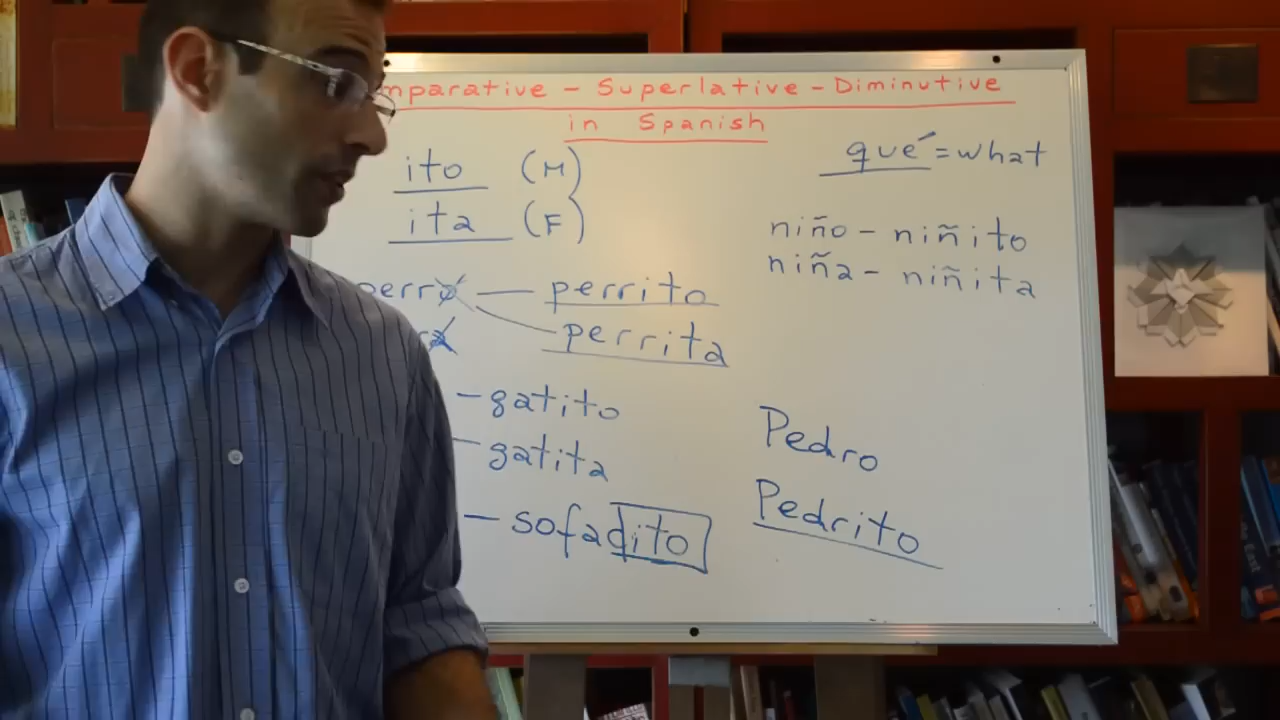 mparative - Superlative - Diminutive
in Spanish
ito (M)
ita (F)
qué = what
niño - niñito
niña - niñita
perro — perrito
perrita
- gatito
- gatita
- sofadito
Pedro
Pedrito